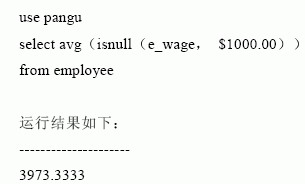 use pangu
select avg（isnull（e_wage， $1000.00））
from employee
运行结果如下：
---------------------
3973.3333